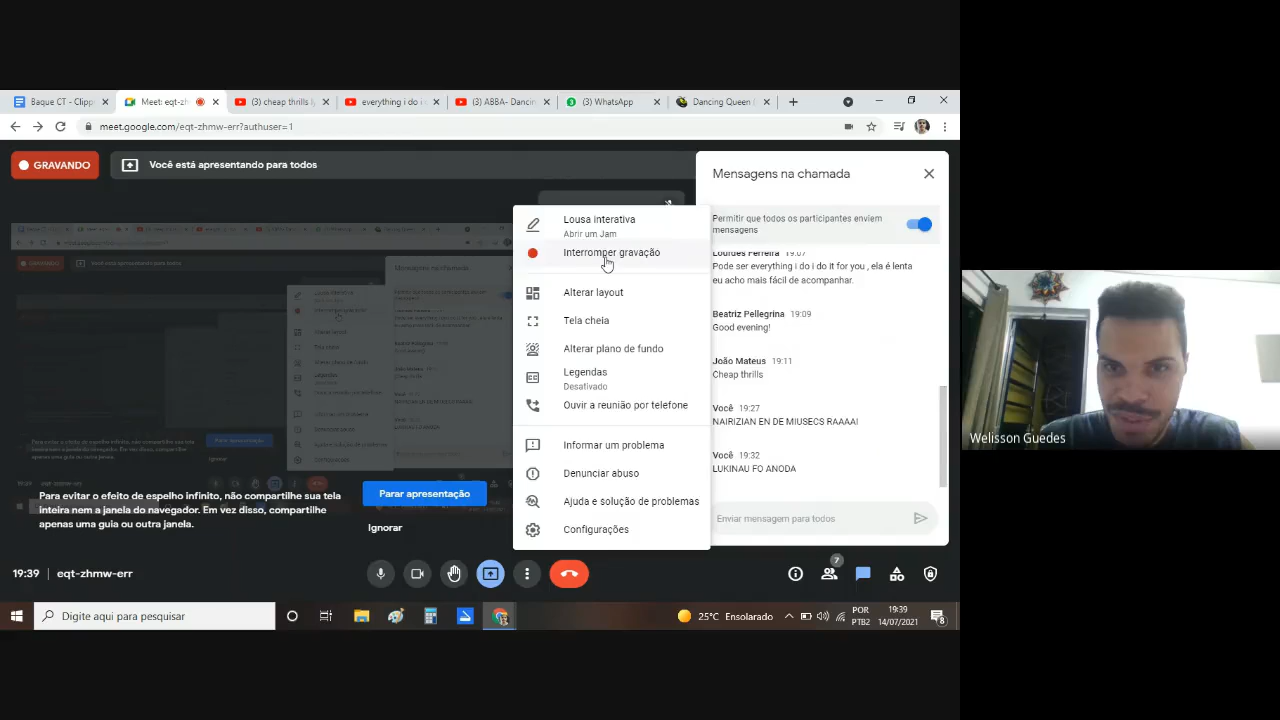 Baque CT - Clipp
Meet: eqt-zh
(3) cheap thrills l
everything i do i
(3) ABBA- Dancin
(3) WhatsApp
Dancing Queen (
meet.google.com/eqt-zhmw-err?authuser=1
GRAVANDO
Você está apresentando para todos
Lousa interativa
Abrir um Jam
Interromper gravação
Alterar layout
Tela cheia
Alterar plano de fundo
Legendas
Desativado
Ouvir a reunião por telefone
Informar um problema
Denunciar abuso
Ajuda e solução de problemas
Configurações
Mensagens na chamada
Permitir que todos os participantes enviem
mensagens
Lourdes Ferreira 19:07
Pode ser everything i do i do it for you , ela é lenta
eu acho mais fácil de acompanhar.
Beatriz Pellegrina 19:09
Good evening!
João Mateus 19:11
Cheap thrills
Você 19:27
NAIRIZIAN EN DE MIUSECS RAAAAI
Você 19:32
LUKINAU FO ANODA
Enviar mensagem para todos
Para evitar o efeito de espelho infinito, não compartilhe sua tela
inteira nem a janela do navegador. Em vez disso, compartilhe
apenas uma guia ou outra janela.
Parar apresentação
Ignorar
19:39 eqt-zhmw-err
7
Digite aqui para pesquisar
25°C Ensolarado
POR
PTB2
19:39
14/07/2021
8
Welisson Guedes